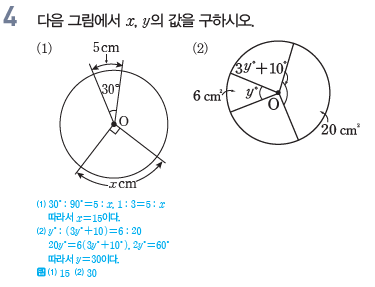 4 다음 그림에서 x, y의 값을 구하시오.
(1)
5 cm
30°
O
x cm
(2)
3y°+10°
6 cm²
y°
O
20 cm²
(1) 30° : 90°=5 : x, 1 : 3=5 : x
따라서 x=15이다.
(2) y° : (3y°+10)=6 : 20
20y°=6(3y°+10°), 2y°=60°
따라서 y=30이다.
답 (1) 15 (2) 30